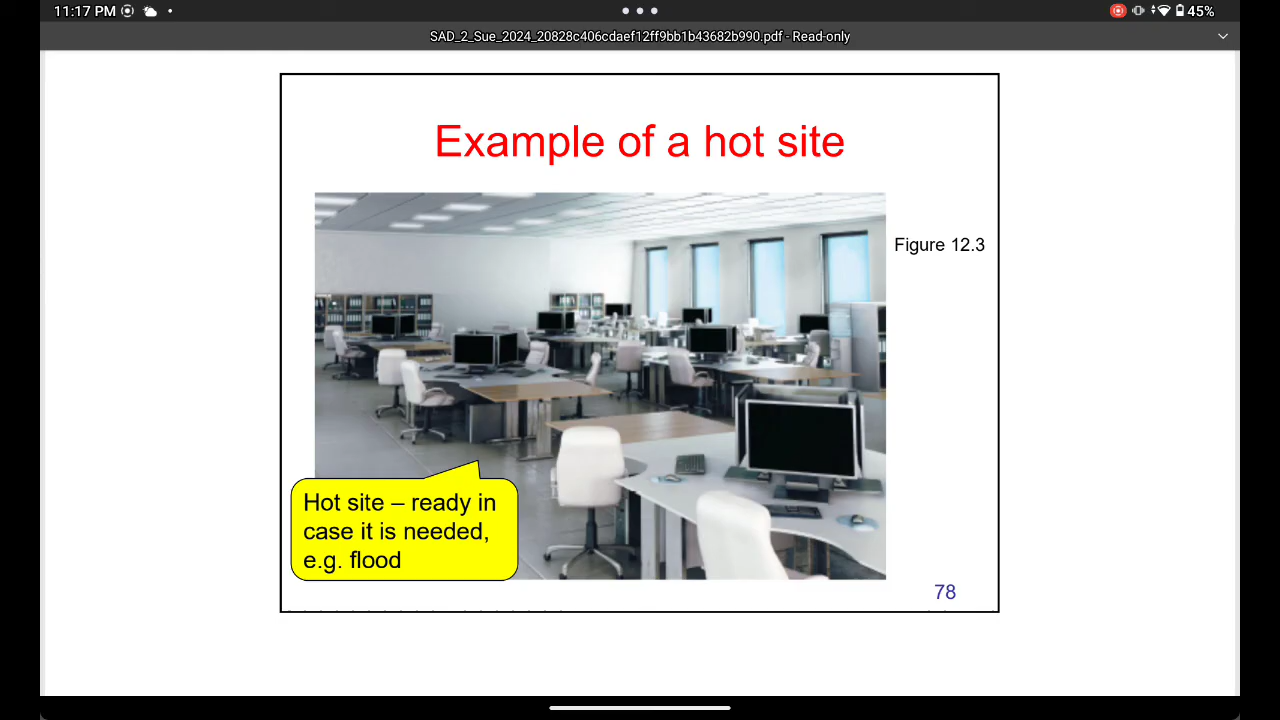 11:17 PM
45%
SAD_2_Sue_2024_20828c406cdaef12ff9bb1b43682b990.pdf - Read-only
Example of a hot site
Figure 12.3
Hot site – ready in
case it is needed,
e.g. flood
78